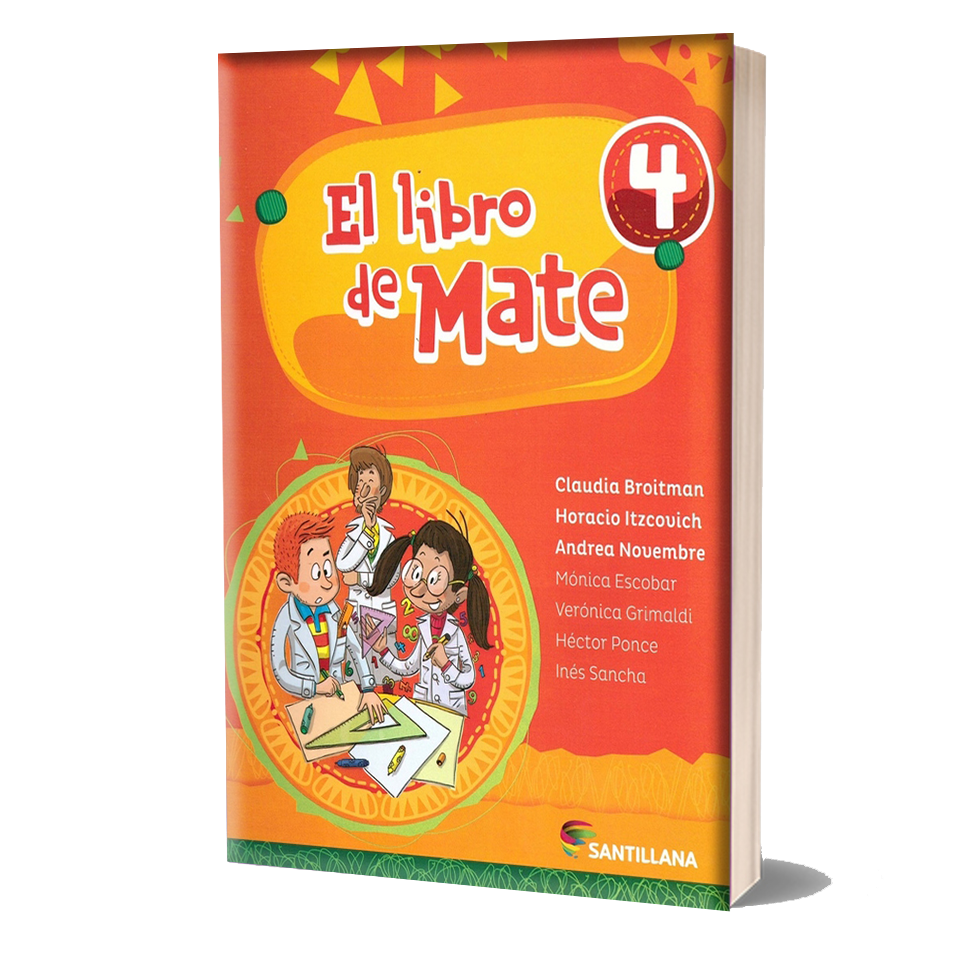 4
El libro
de Mate
Claudia Broitman
Horacio Itzcovich
Andrea Novembre
Mónica Escobar
Verónica Grimaldi
Héctor Ponce
Inés Sancha
SANTILLANA